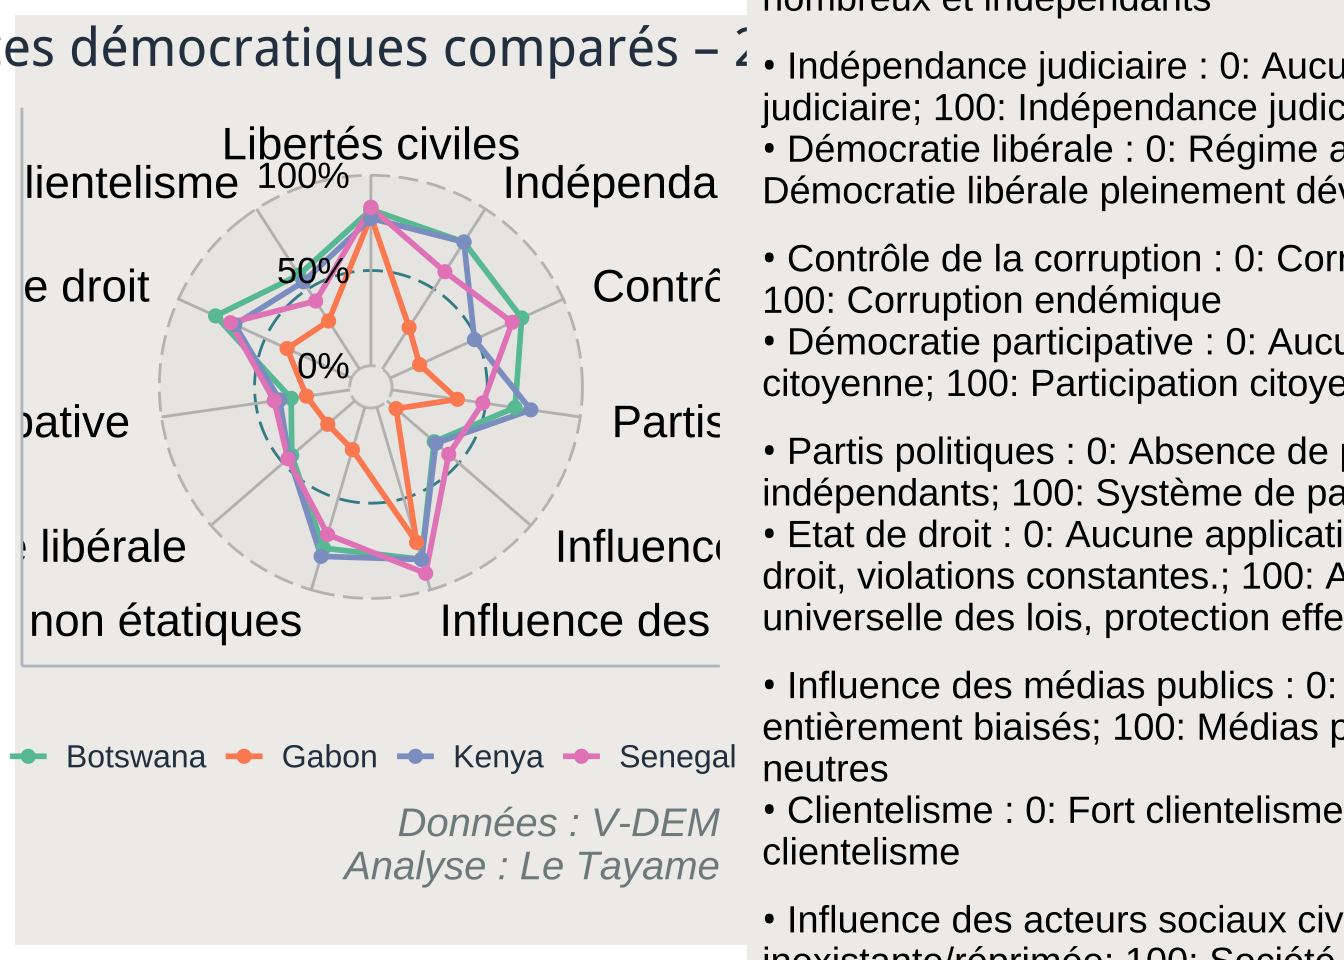 ces démocratiques comparés – 2
Libertés civiles
lientelisme
100%
Indépenda
50%
e droit
Contrô
0%
pative
Partis
libérale
Influence
non étatiques
Influence des
Botswana Gabon Kenya Senegal
Données : V-DEM
Analyse : Le Tayame
nombreux et indépendants
• Indépendance judiciaire : 0: Aucu
judiciaire; 100: Indépendance judic
• Démocratie libérale : 0: Régime a
Démocratie libérale pleinement dév
• Contrôle de la corruption : 0: Corr
100: Corruption endémique
• Démocratie participative : 0: Aucu
citoyenne; 100: Participation citoye
• Partis politiques : 0: Absence de p
indépendants; 100: Système de pa
• Etat de droit : 0: Aucune applicati
droit, violations constantes.; 100: A
universelle des lois, protection effe
• Influence des médias publics : 0:
entièrement biaisés; 100: Médias p
neutres
• Clientelisme : 0: Fort clientelisme
clientelisme
• Influence des acteurs sociaux civ
inexistante/réprimée; 100: Société